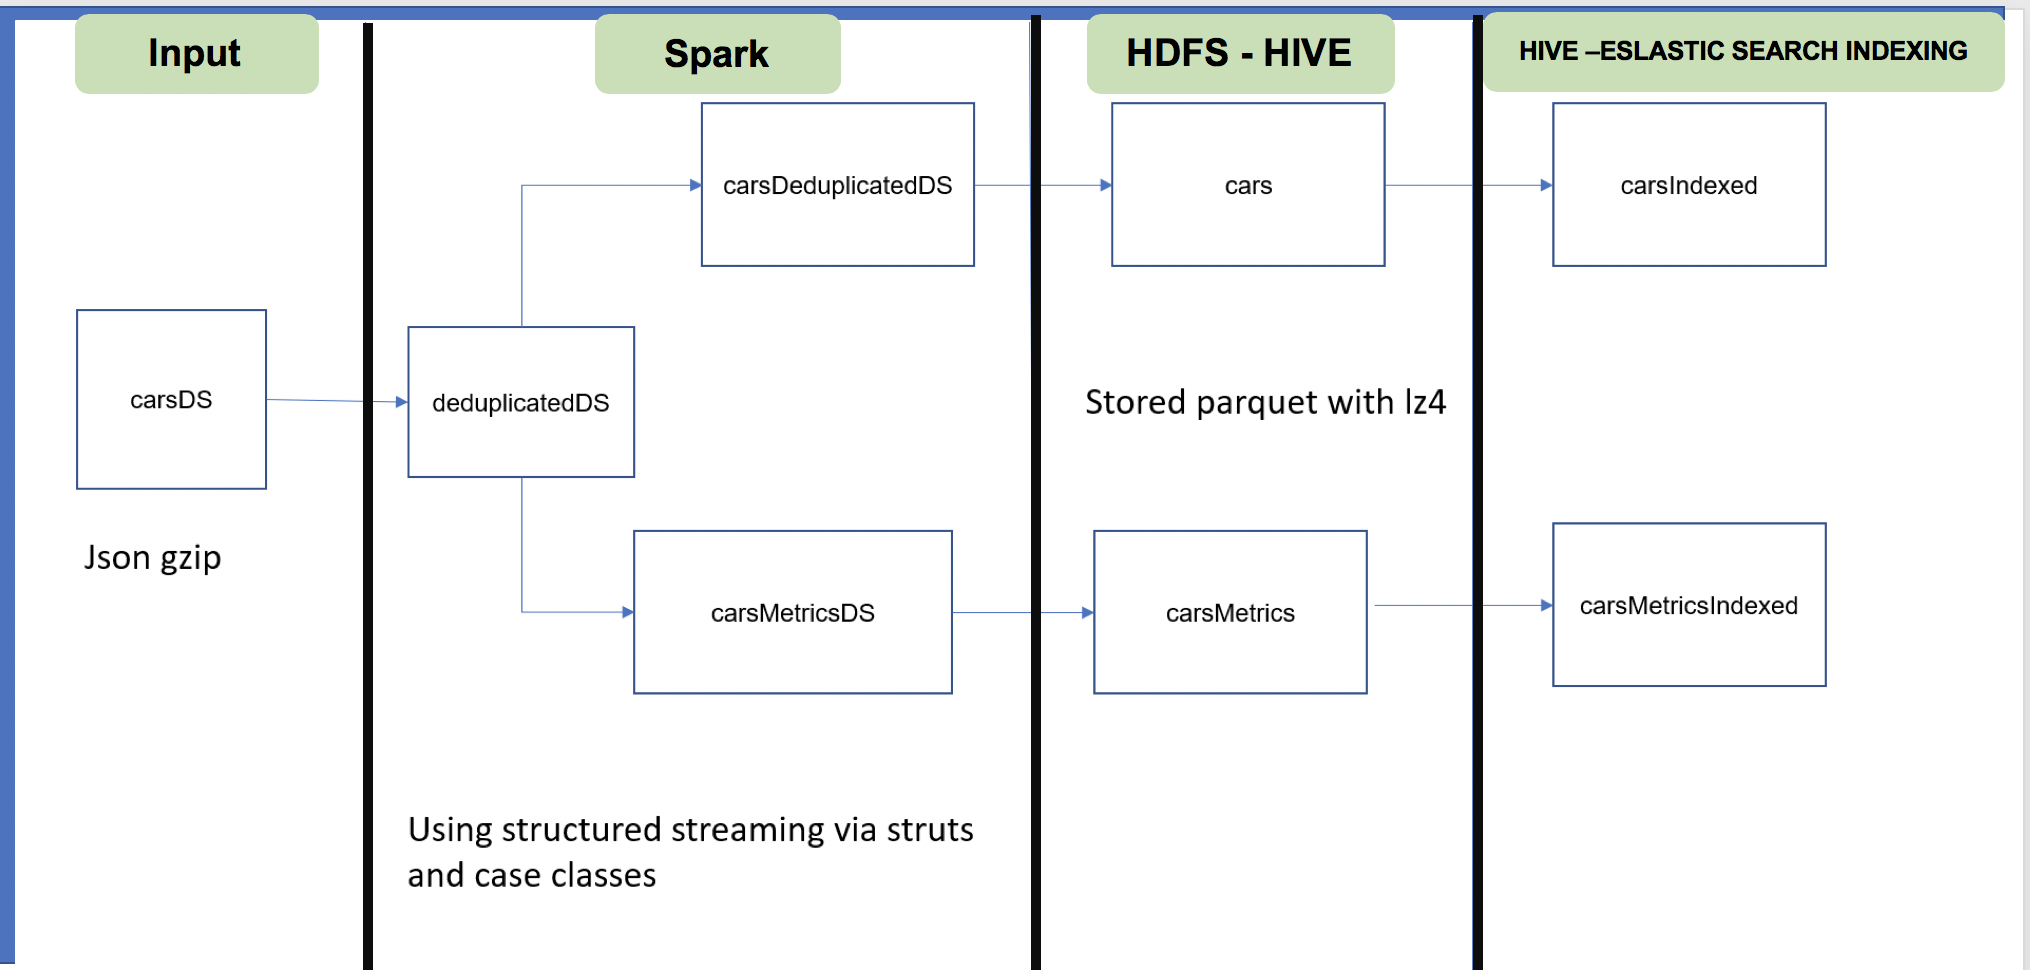 Input
Spark
HDFS - HIVE
HIVE –ESLASTIC SEARCH INDEXING
carsDeduplicatedDS
cars
carsIndexed
carsDS
deduplicatedDS
Stored parquet with lz4
Json gzip
carsMetricsDS
carsMetrics
carsMetricsIndexed
Using structured streaming via struts
and case classes